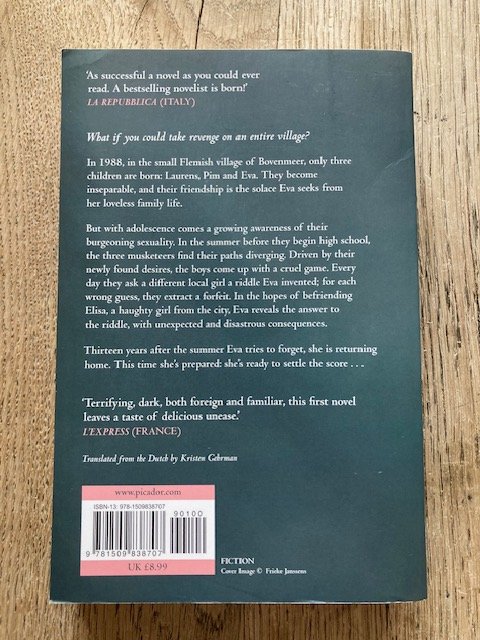 ‘As successful a novel as you could ever
read. A bestselling novelist is born!’
LA REPUBBLICA (ITALY)
What if you could take revenge on an entire village?
In 1988, in the small Flemish village of Bovenmeer, only three
children are born: Laurens, Pim and Eva. They become
inseparable, and their friendship is the solace Eva seeks from
her loveless family life.
But with adolescence comes a growing awareness of their
burgeoning sexuality. In the summer before they begin high school,
the three musketeers find their paths diverging. Driven by their
newly found desires, the boys come up with a cruel game. Every
day they ask a different local girl a riddle Eva invented; for each
wrong guess, they extract a forfeit. In the hopes of befriending
Elisa, a haughty girl from the city, Eva reveals the answer to
the riddle, with unexpected and disastrous consequences.
Thirteen years after the summer Eva tries to forget, she is returning
home. This time she’s prepared: she’s ready to settle the score . . .
‘Terrifying, dark, both foreign and familiar, this first novel
leaves a taste of delicious unease.’
L’EXPRESS (FRANCE)
Translated from the Dutch by Kristen Gehrman
www.picador.com
ISBN-13: 978-1509838707
90100
9 781509 838707
UK £8.99
FICTION
Cover Image © Frieke Janssens